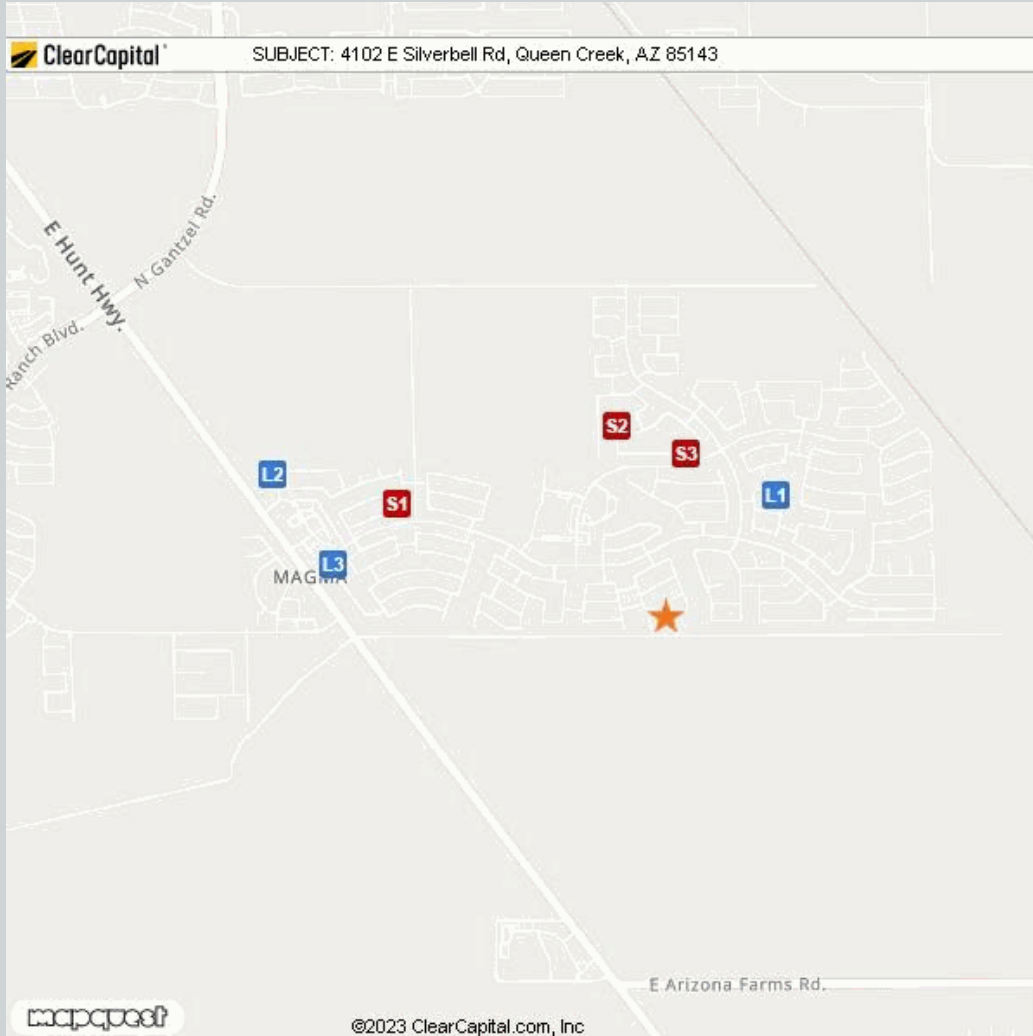 ClearCapital
SUBJECT: 4102 E Silverbell Rd, Queen Creek, AZ 85143
N Gantzel Rd.
E Hunt Hwy.
Ranch Blvd.
S2
S3
L2
L1
S1
L3
MAGMA
E Arizona Farms Rd.
mapquest
©2023 ClearCapital.com, Inc